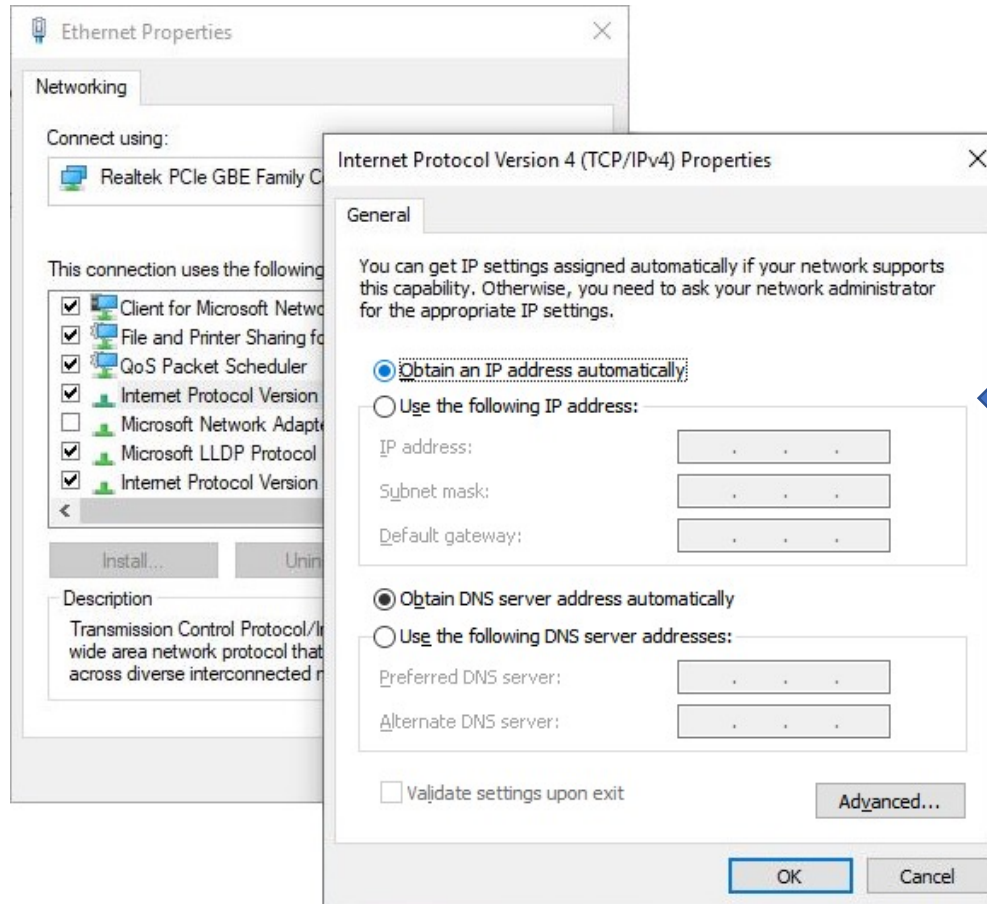 Ethernet Properties
Networking
Connect using:
Realtek PCIe GBE Family C
This connection uses the following
Client for Microsoft Netwo
File and Printer Sharing fo
QoS Packet Scheduler
Internet Protocol Version
Microsoft Network Adapte
Microsoft LLDP Protocol
Internet Protocol Version
Install...
Unin
Description
Transmission Control Protocol/I
wide area network protocol that
across diverse interconnected
Internet Protocol Version 4 (TCP/IPv4) Properties
General
You can get IP settings assigned automatically if your network supports
this capability. Otherwise, you need to ask your network administrator
for the appropriate IP settings.
Obtain an IP address automatically
Use the following IP address:
IP address:
Subnet mask:
Default gateway:
Obtain DNS server address automatically
Use the following DNS server addresses:
Preferred DNS server:
Alternate DNS server:
Validate settings upon exit
Advanced...
OK
Cancel